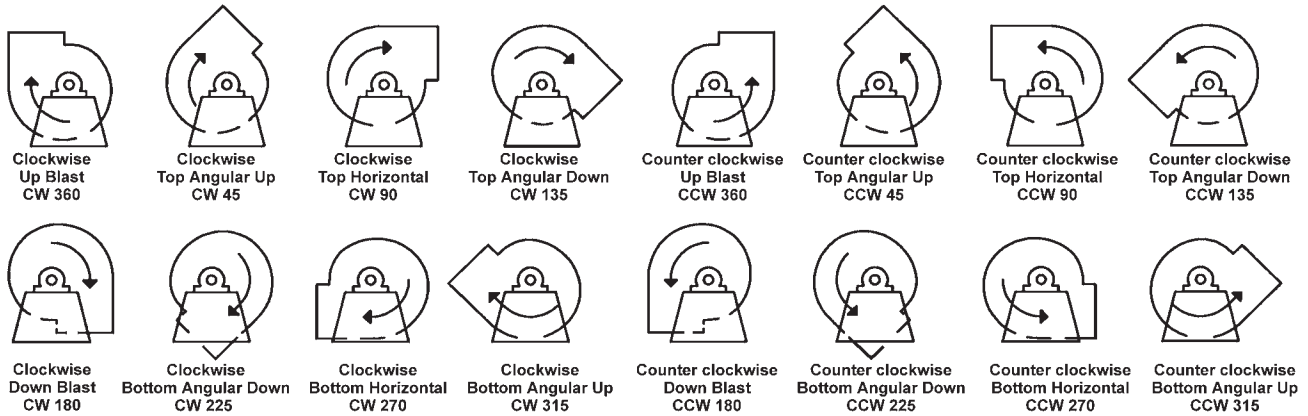 Clockwise
Up Blast
CW 360
Clockwise
Top Angular Up
CW 45
Clockwise
Top Horizontal
CW 90
Clockwise
Top Angular Down
CW 135
Counter clockwise
Up Blast
CCW 360
Counter clockwise
Top Angular Up
CCW 45
Counter clockwise
Top Horizontal
CCW 90
Counter clockwise
Top Angular Down
CCW 135
Clockwise
Down Blast
CW 180
Clockwise
Bottom Angular Down
CW 225
Clockwise
Bottom Horizontal
CW 270
Clockwise
Bottom Angular Up
CW 315
Counter clockwise
Down Blast
CCW 180
Counter clockwise
Bottom Angular Down
CCW 225
Counter clockwise
Bottom Horizontal
CCW 270
Counter clockwise
Bottom Angular Up
CCW 315